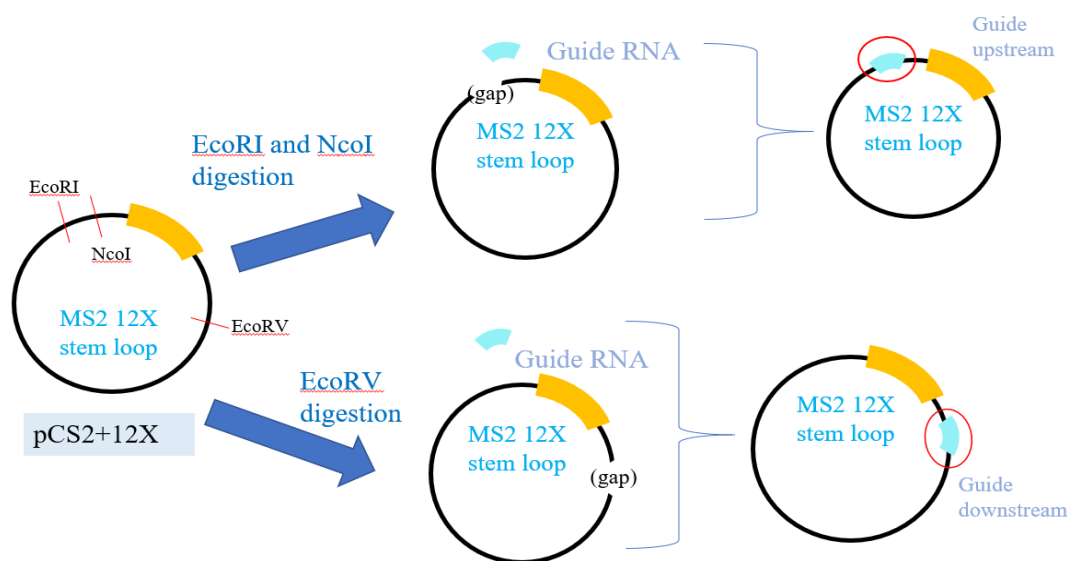 EcoRI
NcoI
MS2 12X
stem loop
EcoRV
pCS2+12X
EcoRI and NcoI
digestion
Guide RNA
(gap)
MS2 12X
stem loop
Guide
upstream
MS2 12X
stem loop
EcoRV
digestion
Guide RNA
MS2 12X
stem loop
(gap)
MS2 12X
stem loop
Guide
downstream